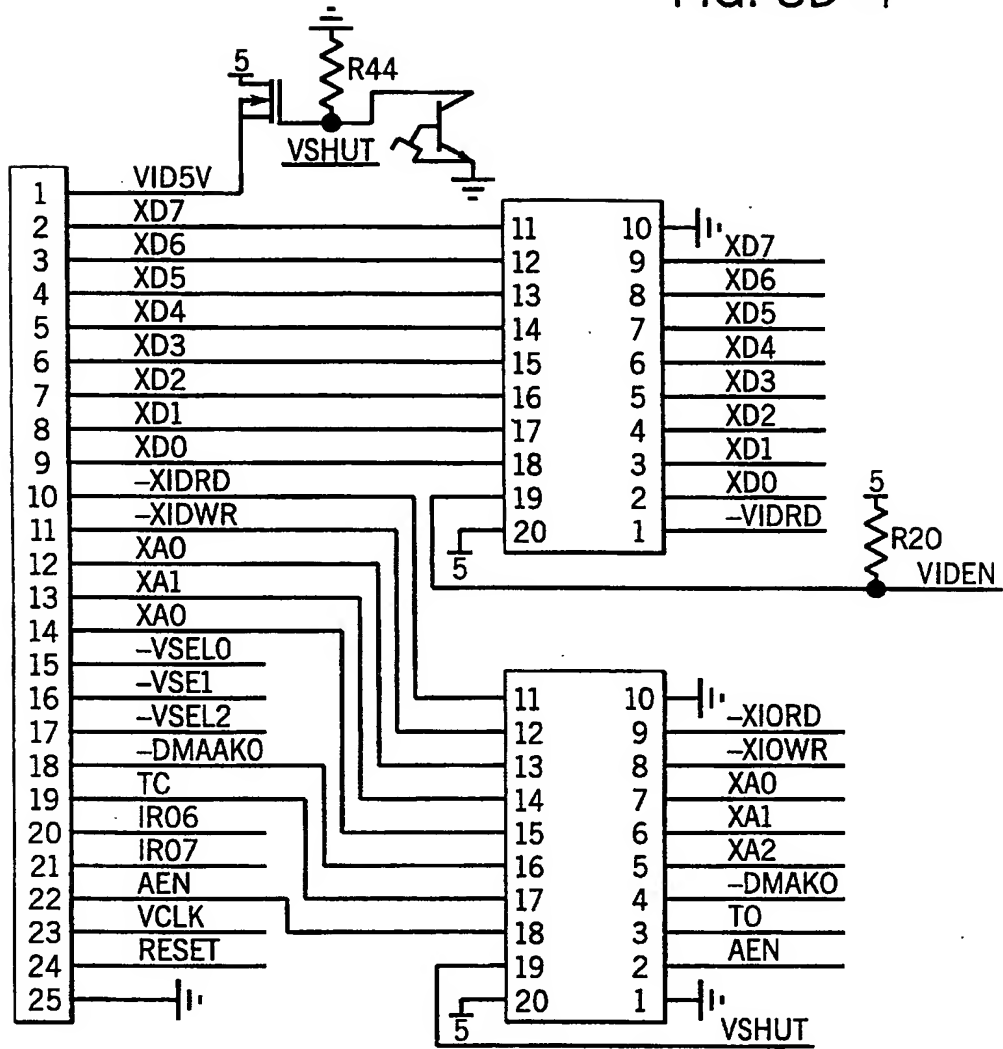 5
R44
VSHUT
1 VID5V
2 XD7 11 10
3 XD6 12 9 XD7
4 XD5 13 8 XD6
5 XD4 14 7 XD5
6 XD3 15 6 XD4
7 XD2 16 5 XD3
8 XD1 17 4 XD2
9 XD0 18 3 XD1
10 -XIDRD 19 2 XD0
11 -XIDWR 20 1 -VIDRD
5
5
R20
VIDEN
12 XA0
13 XA1
14 XA0
15 -VSEL0
16 -VSE1 11 10
17 -VSEL2 12 9 -XIORD
18 -DMAAK0 13 8 -XIOWR
19 TC 14 7 XA0
20 IR06 15 6 XA1
21 IR07 16 5 XA2
22 AEN 17 4 -DMAKO
23 VCLK 18 3 TO
24 RESET 19 2 AEN
25 20 1
5
VSHUT